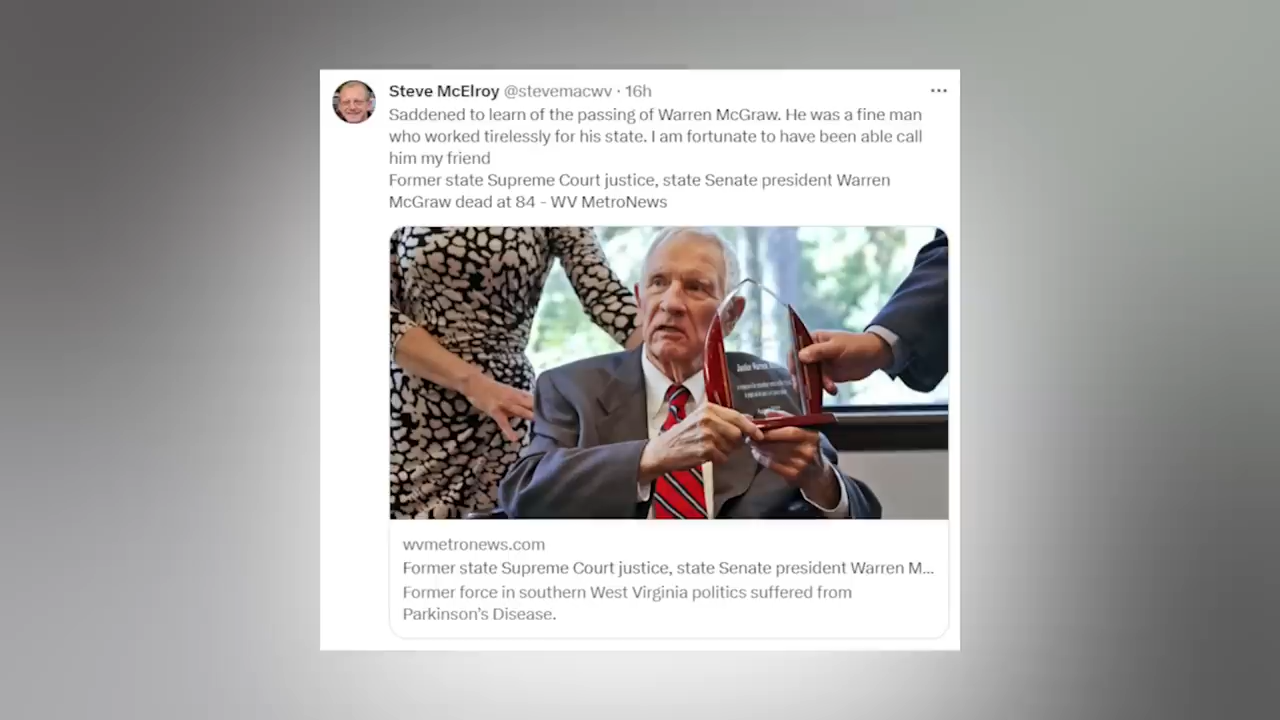 Steve McElroy @stevemacwv · 16h
Saddened to learn of the passing of Warren McGraw. He was a fine man
who worked tirelessly for his state. I am fortunate to have been able call
him my friend
Former state Supreme Court justice, state Senate president Warren
McGraw dead at 84 - WV MetroNews
wvmetronews.com
Former state Supreme Court justice, state Senate president Warren M...
Former force in southern West Virginia politics suffered from
Parkinson's Disease.